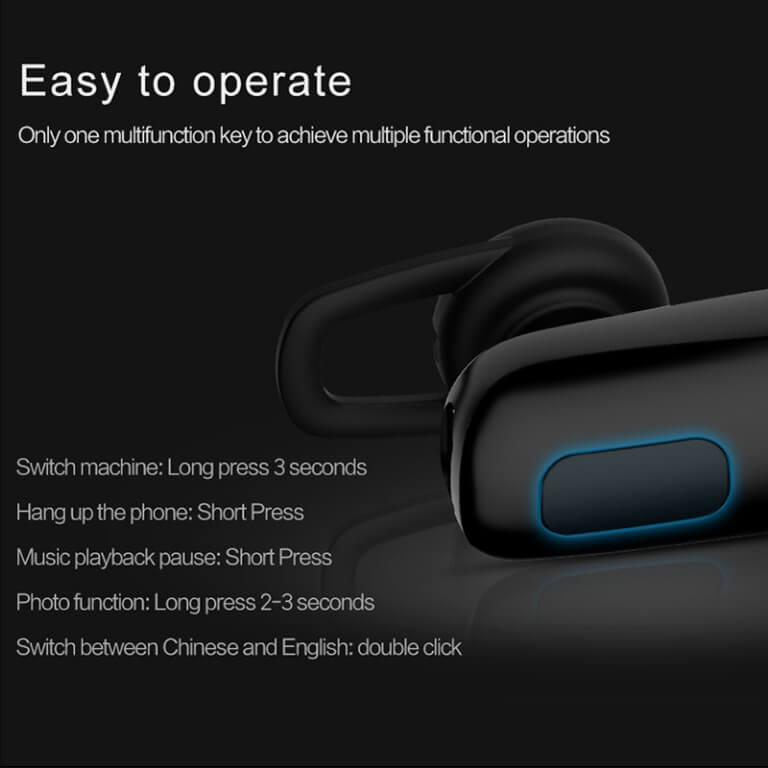 Easy to operate
Only one multifunction key to achieve multiple functional operations
Switch machine: Long press 3 seconds
Hang up the phone: Short Press
Music playback pause: Short Press
Photo function: Long press 2-3 seconds
Switch between Chinese and English: double click